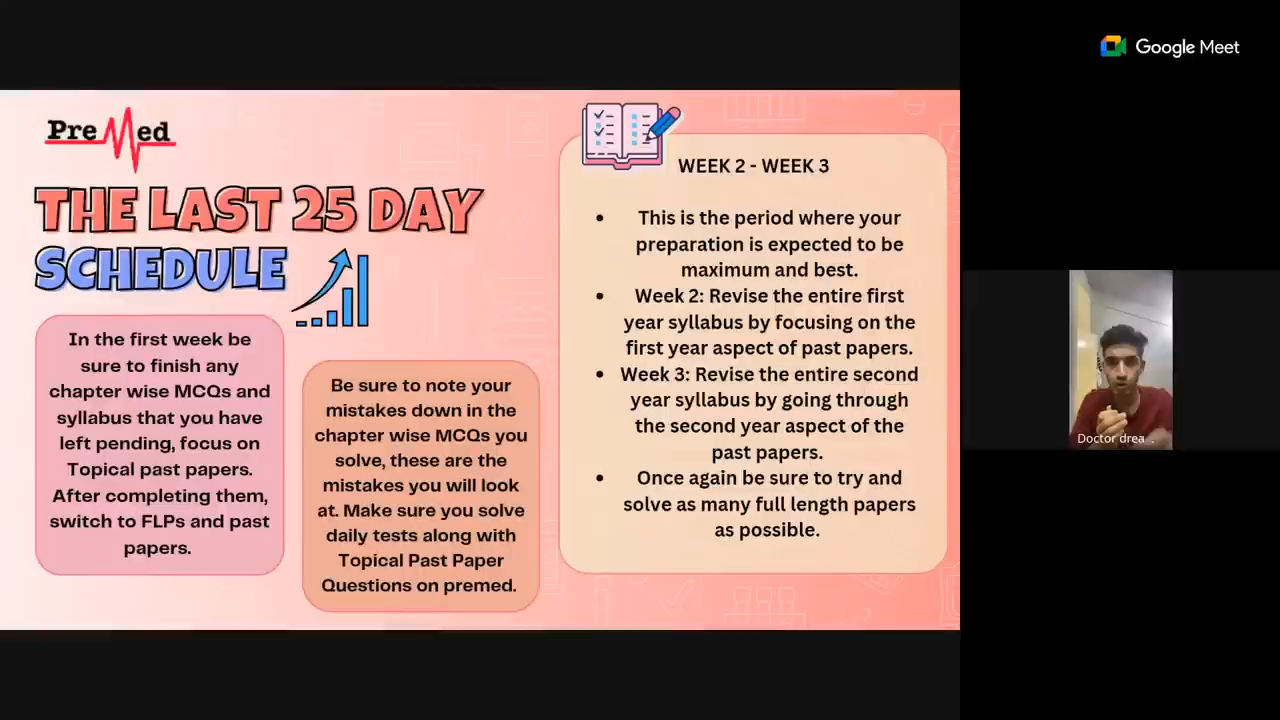 Google Meet
PreMed
THE LAST 25 DAY
SCHEDULE
In the first week be
sure to finish any
chapter wise MCQs and
syllabus that you have
left pending, focus on
Topical past papers.
After completing them,
switch to FLPs and past
papers.
Be sure to note your
mistakes down in the
chapter wise MCQs you
solve, these are the
mistakes you will look
at. Make sure you solve
daily tests along with
Topical Past Paper
Questions on premed.
WEEK 2 - WEEK 3
• This is the period where your
preparation is expected to be
maximum and best.
• Week 2: Revise the entire first
year syllabus by focusing on the
first year aspect of past papers.
• Week 3: Revise the entire second
year syllabus by going through
the second year aspect of the
past papers.
• Once again be sure to try and
solve as many full length papers
as possible.
Doctor drea .